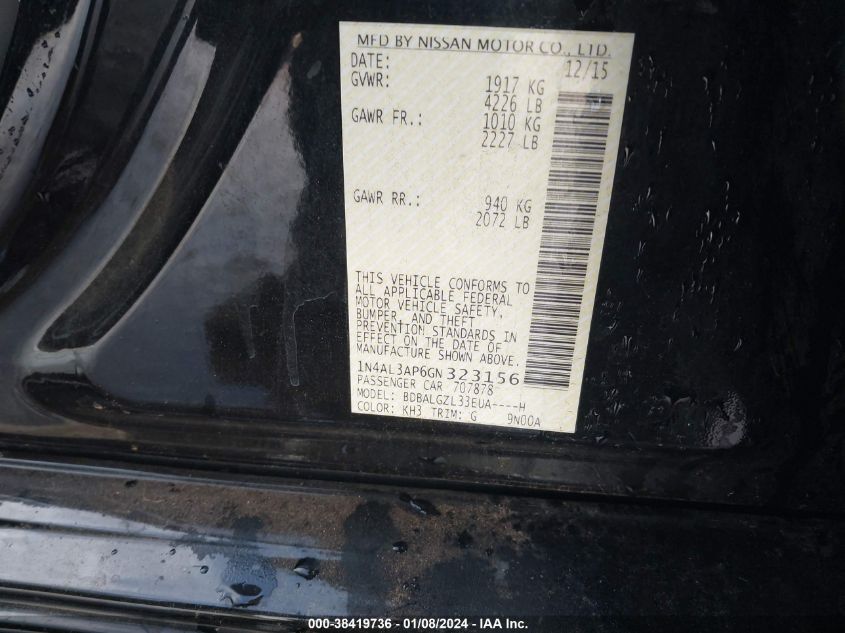 MFD BY NISSAN MOTOR CO., LTD.
DATE: 12/15
GVWR: 1917 KG
4226 LB
GAWR FR.: 1010 KG
2227 LB
GAWR RR.: 940 KG
2072 LB
THIS VEHICLE CONFORMS TO
ALL APPLICABLE FEDERAL
MOTOR VEHICLE SAFETY,
BUMPER, AND THEFT
PREVENTION STANDARDS IN
EFFECT ON THE DATE OF
MANUFACTURE SHOWN ABOVE.
1N4AL3AP6GN323156
PASSENGER CAR 707878
MODEL: BDBALGZL33EUA----H
COLOR: KH3 TRIM: G 9N00A
000-38419736 - 01/08/2024 - IAA Inc.